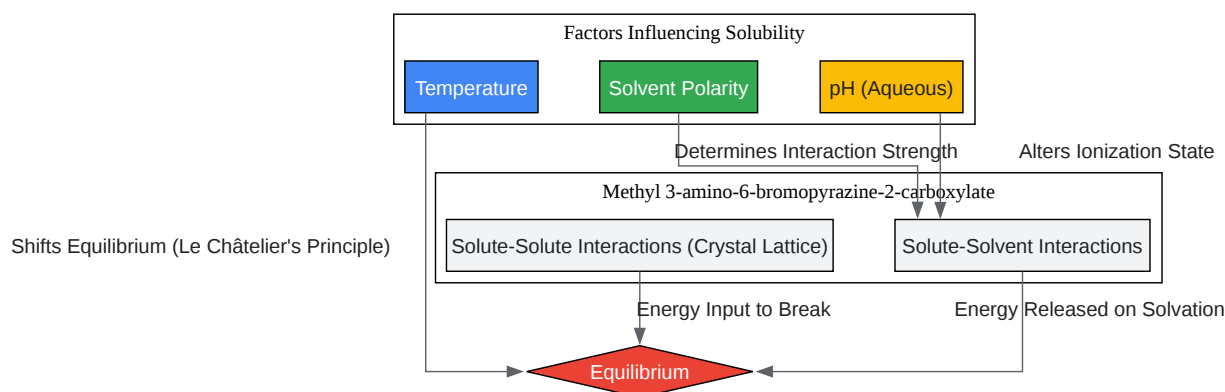 Factors Influencing Solubility
Temperature
Solvent Polarity
pH (Aqueous)
Determines Interaction Strength
Alters Ionization State
Methyl 3-amino-6-bromopyrazine-2-carboxylate
Shifts Equilibrium (Le Châtelier's Principle)
Solute-Solute Interactions (Crystal Lattice)
Solute-Solvent Interactions
Energy Input to Break
Energy Released on Solvation
Equilibrium